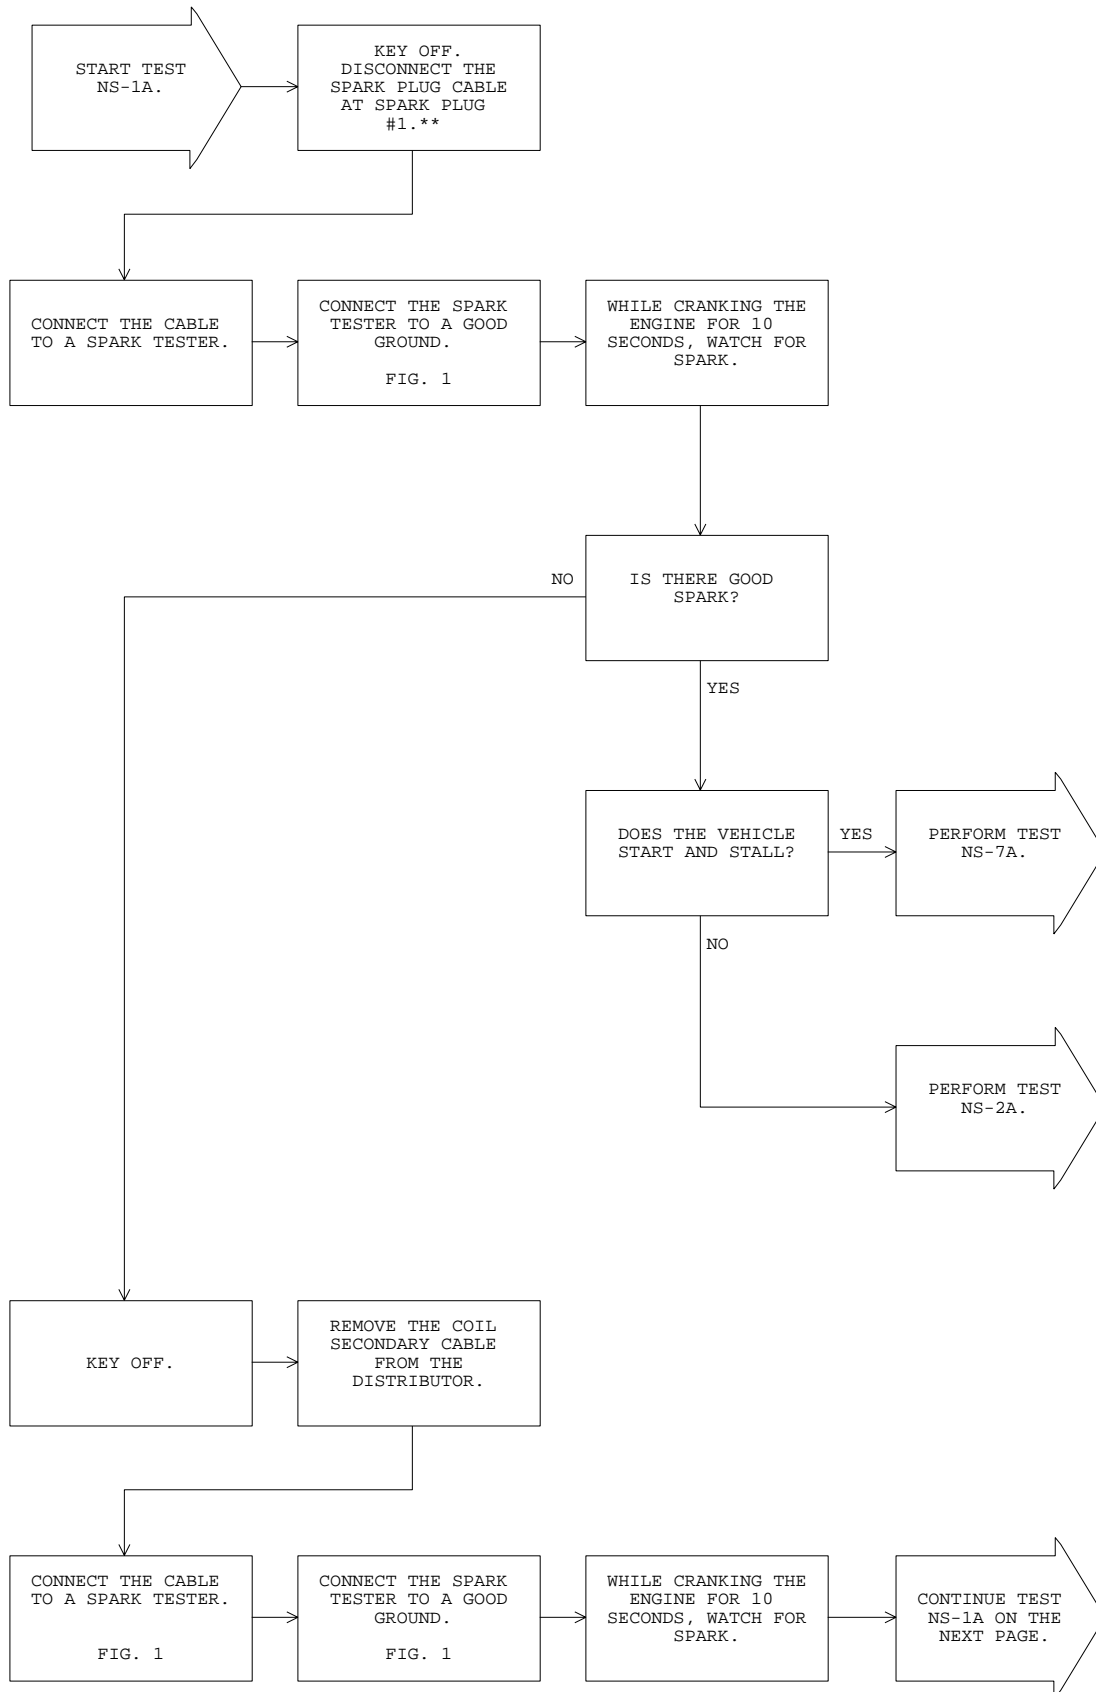 START TEST
NS-1A.
KEY OFF.
DISCONNECT THE
SPARK PLUG CABLE
AT SPARK PLUG
#1.**
CONNECT THE CABLE
TO A SPARK TESTER.
CONNECT THE SPARK
TESTER TO A GOOD
GROUND.
FIG. 1
WHILE CRANKING THE
ENGINE FOR 10
SECONDS, WATCH FOR
SPARK.
IS THERE GOOD
SPARK?
NO
YES
DOES THE VEHICLE
START AND STALL?
YES
PERFORM TEST
NS-7A.
NO
PERFORM TEST
NS-2A.
KEY OFF.
REMOVE THE COIL
SECONDARY CABLE
FROM THE
DISTRIBUTOR.
CONNECT THE CABLE
TO A SPARK TESTER.
FIG. 1
CONNECT THE SPARK
TESTER TO A GOOD
GROUND.
FIG. 1
WHILE CRANKING THE
ENGINE FOR 10
SECONDS, WATCH FOR
SPARK.
CONTINUE TEST
NS-1A ON THE
NEXT PAGE.